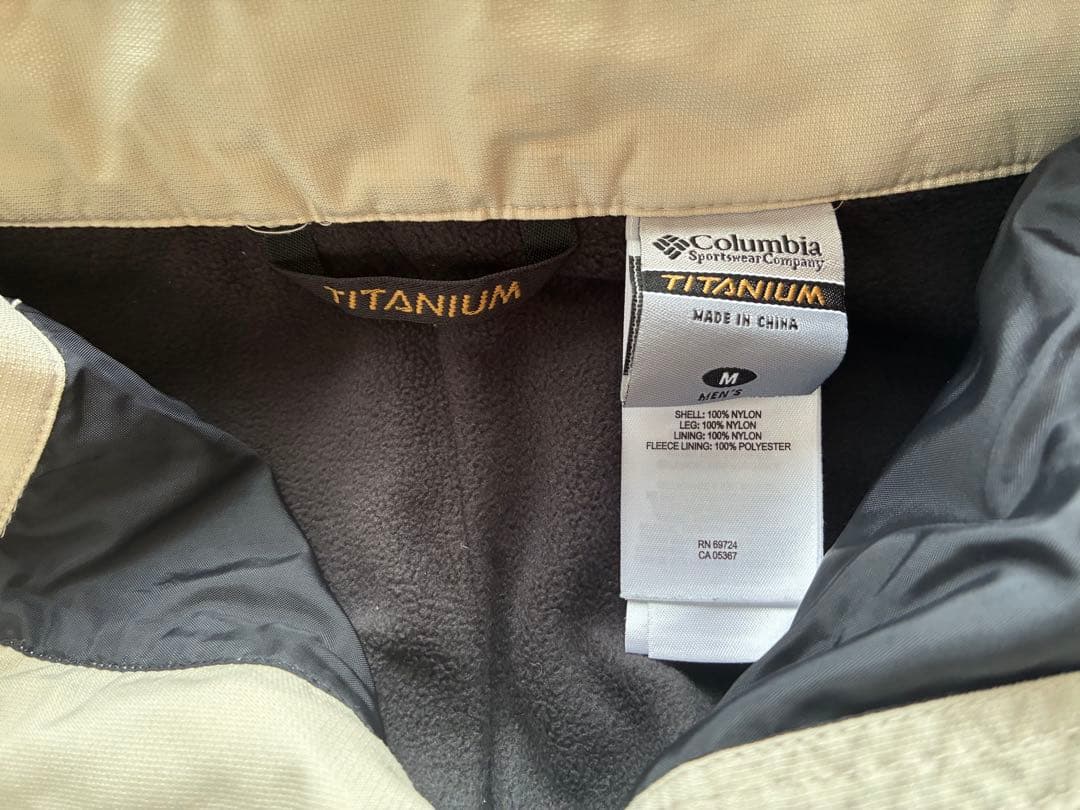 TITANIUM
Columbia
Sportswear Company
TITANIUM
MADE IN CHINA
M
MEN'S
SHELL: 100% NYLON
LEG: 100% NYLON
LINING: 100% NYLON
FLEECE LINING: 100% POLYESTER
RN 69724
CA 05367